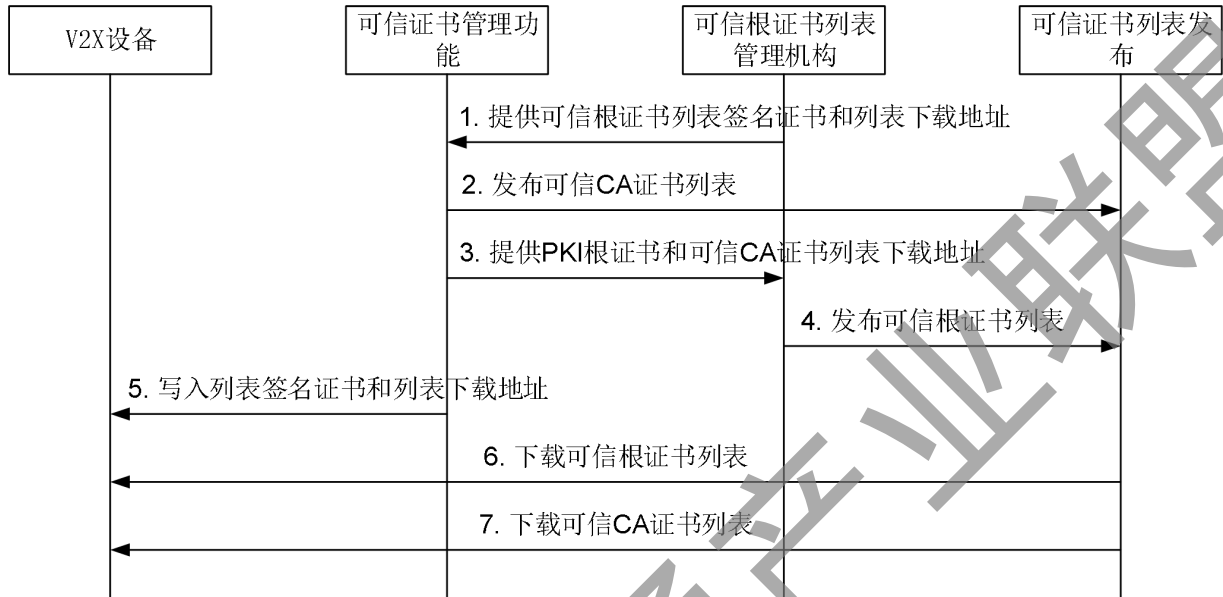 V2X设备
可信证书管理功
能
可信根证书列表
管理机构
可信证书列表发
布
1. 提供可信根证书列表签名证书和列表下载地址
2. 发布可信CA证书列表
3. 提供PKI根证书和可信CA证书列表下载地址
4. 发布可信根证书列表
5. 写入列表签名证书和列表下载地址
6. 下载可信根证书列表
7. 下载可信CA证书列表
产业联盟